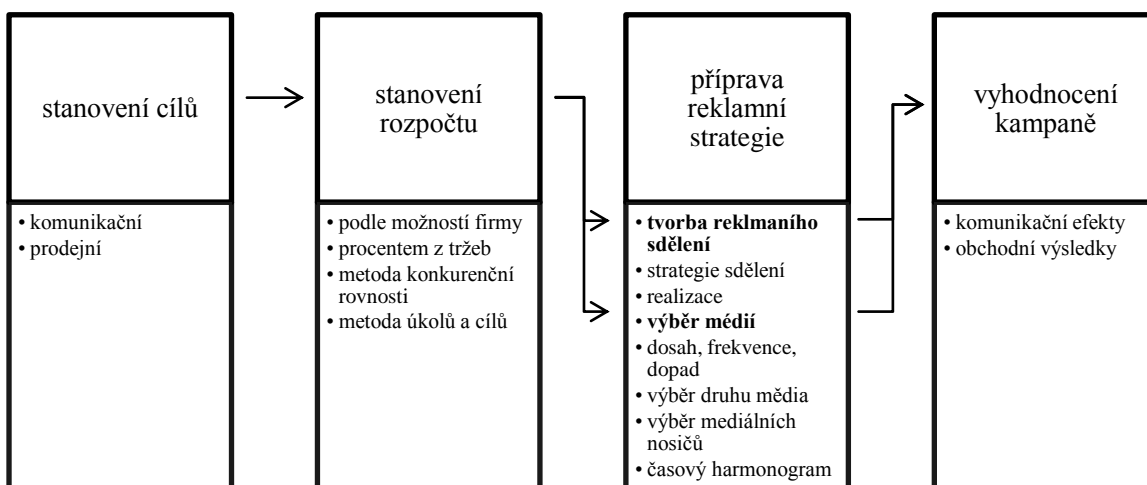 stanovení cílů
• komunikační
• prodejní
stanovení
rozpočtu
• podle možností firmy
• procentem z tržeb
• metoda konkurenční
rovnosti
• metoda úkolů a cílů
příprava
reklamní
strategie
• tvorba reklmaního
sdělení
• strategie sdělení
• realizace
• výběr médií
• dosah, frekvence,
dopad
• výběr druhu média
• výběr mediálních
nosičů
• časový harmonogram
vyhodnocení
kampaně
• komunikační efekty
• obchodní výsledky